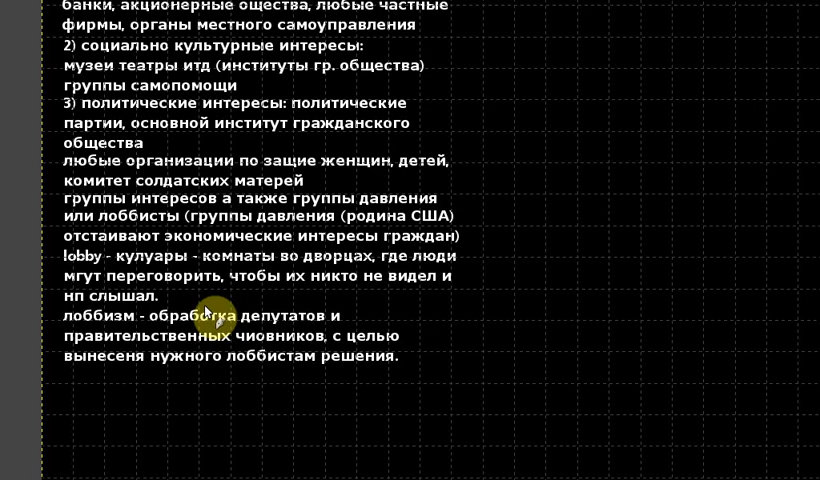 банки, акционерные ощества, любые частные
фирмы, органы местного самоуправления
2) социально культурные интересы:
музеи театры итд (институты гр. общества)
группы самопомощи
3) политические интересы: политические
партии, основной институт гражданского
общества
любые организации по защие женщин, детей,
комитет солдатских матерей
группы интересов а также группы давления
или лоббисты (группы давления (родина США)
отстаивают экономические интересы граждан)
lobby - кулуары - комнаты во дворцах, где люди
мгут переговорить, чтобы их никто не видел и
нп слышал.
лоббизм - обработка депутатов и
правительственных чиовников, с целью
вынесеня нужного лоббистам решения.